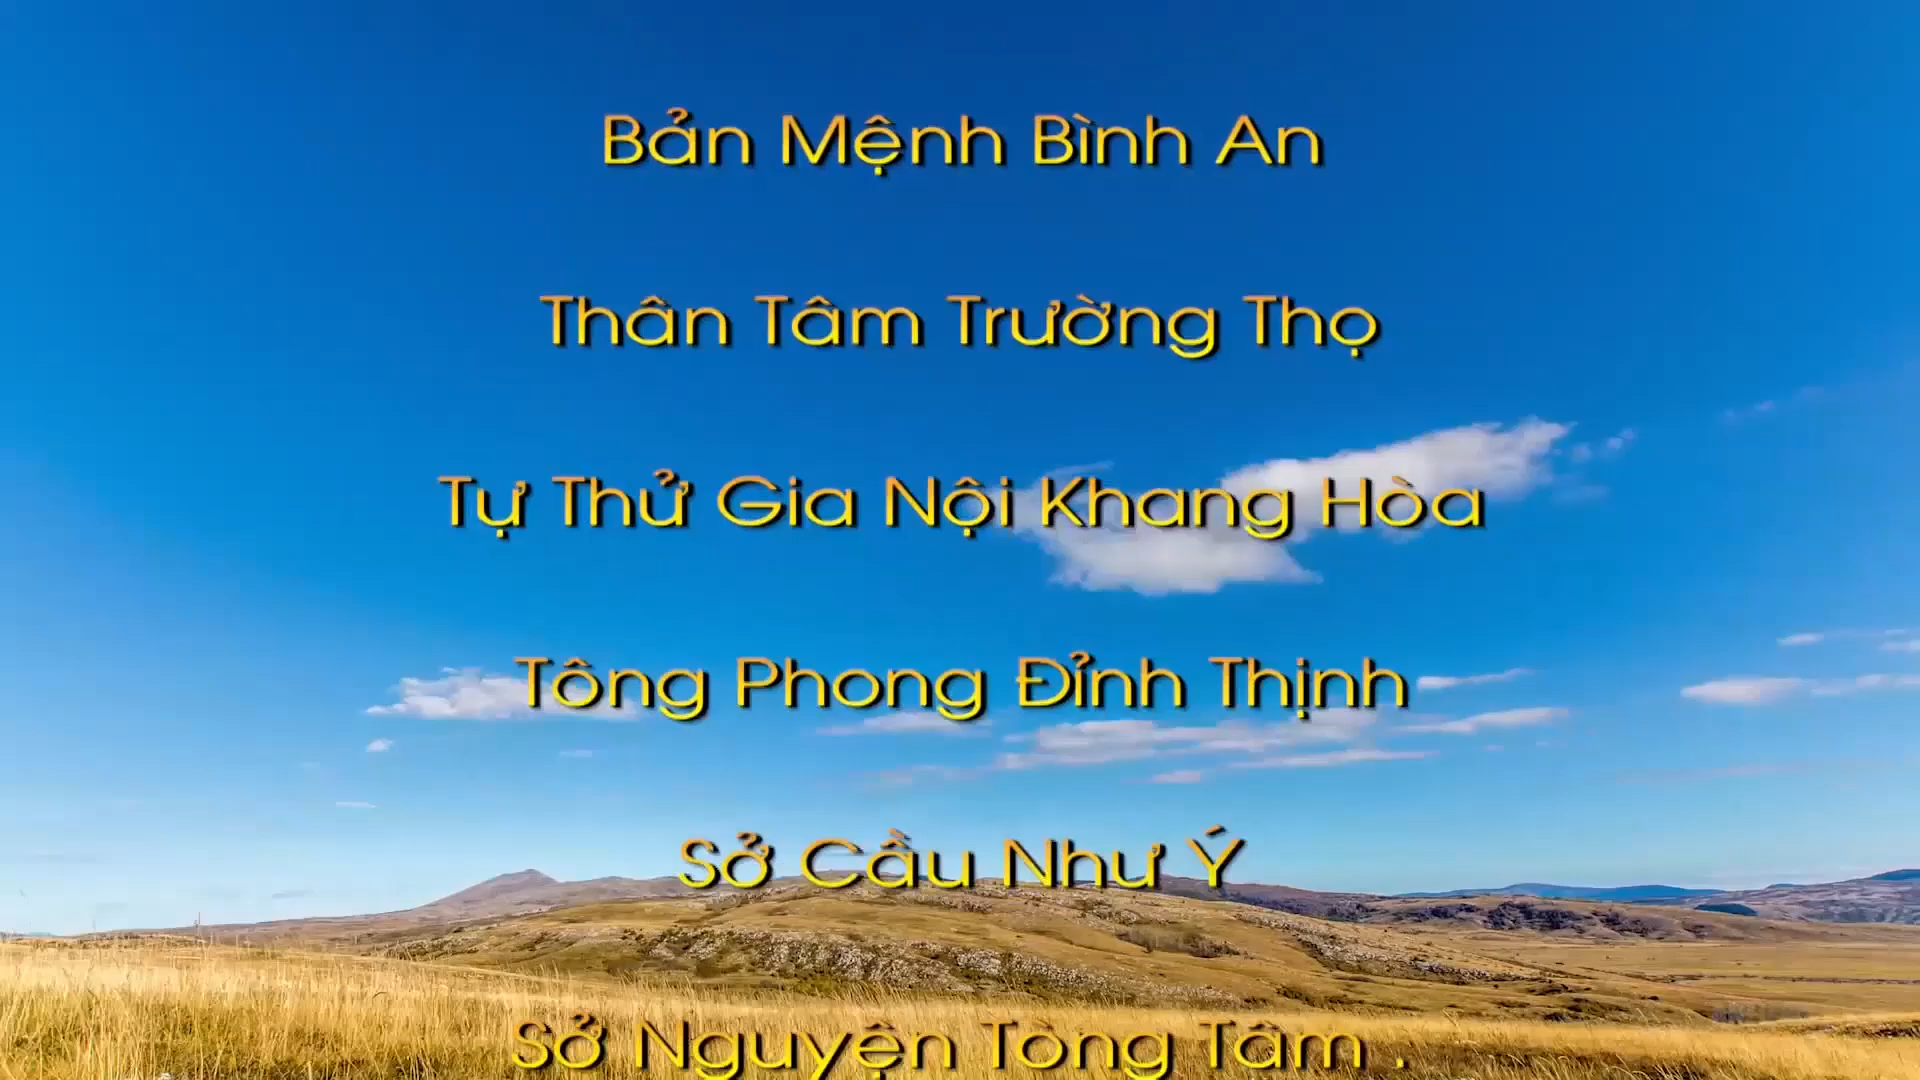 Bản Mệnh Bình An
Thân Tâm Trường Thọ
Tự Thử Gia Nội Khang Hòa
Tông Phong Đỉnh Thịnh
Sở Cầu Như Ý
Sở Nguyện Tòng Tâm .